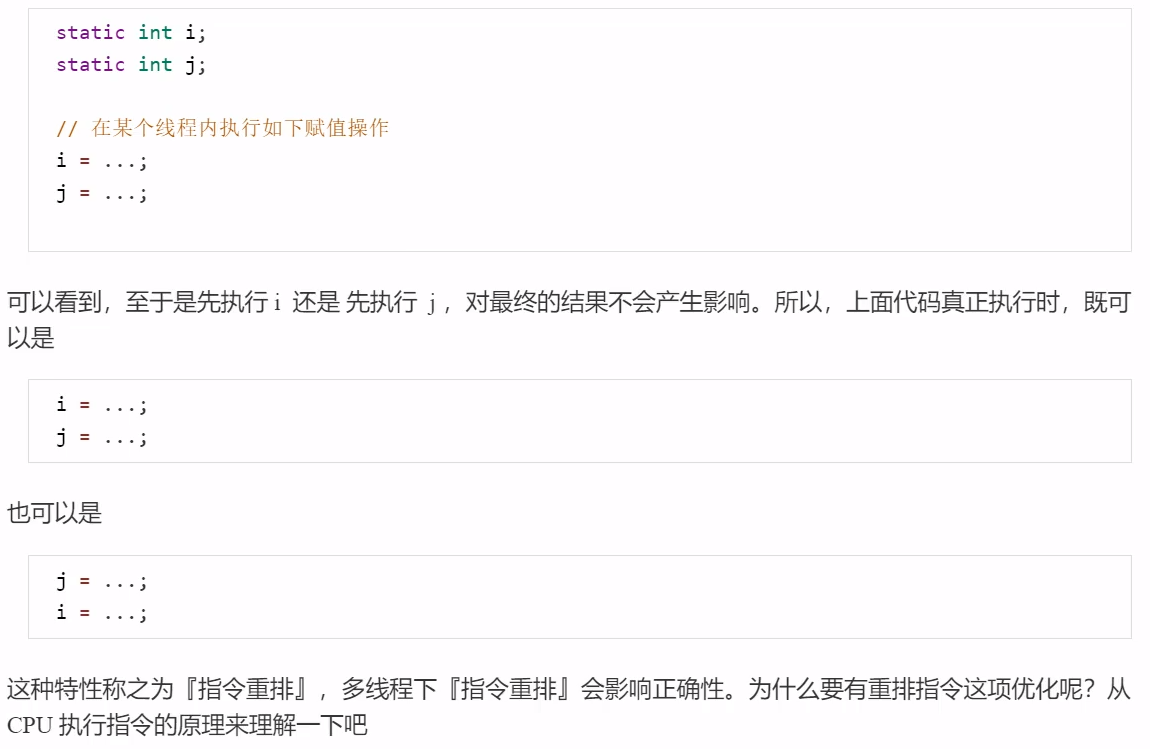 static int i;
static int j;
// 在某个线程内执行如下赋值操作
i = ...;
j = ...;
可以看到，至于是先执行 i 还是 先执行 j ，对最终的结果不会产生影响。所以，上面代码真正执行时，既可
以是
i = ...;
j = ...;
也可以是
j = ...;
i = ...;
这种特性称之为『指令重排』，多线程下『指令重排』会影响正确性。为什么要有重排指令这项优化呢？从
CPU 执行指令的原理来理解一下吧